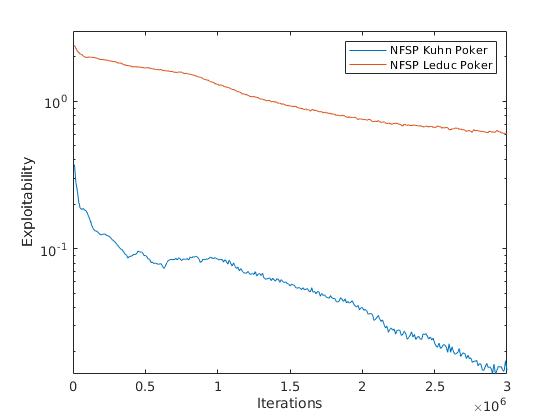 NFSP Kuhn Poker
NFSP Leduc Poker
10^0
10^-1
Exploitability
0 0.5 1 1.5 2 2.5 3
Iterations
×10^6